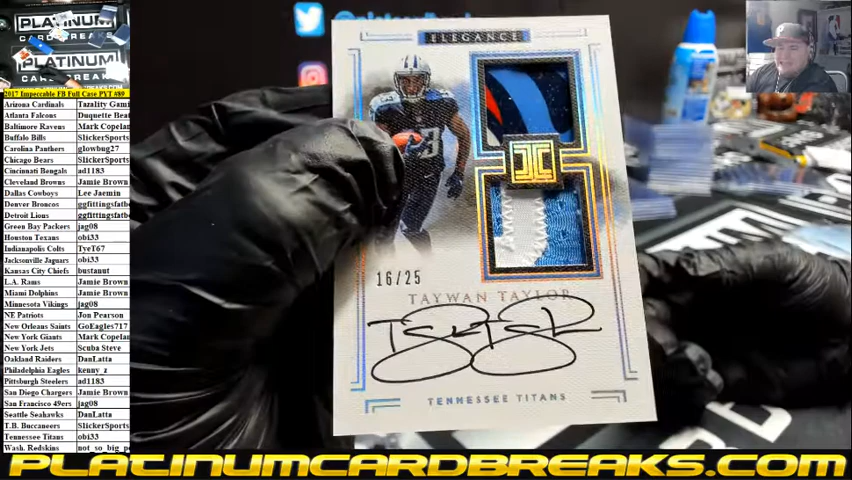 PLATINUM
CARD BREAKS
PLATINUM
CARD BREAKS
2017 Impeccable FB Full Case PYT #89
Arizona Cardinals Tazality Gami
Atlanta Falcons Duquette Beat
Baltimore Ravens Mark Copelan
Buffalo Bills SlickerSports
Carolina Panthers glowbug27
Chicago Bears SlickerSports
Cincinnati Bengals ad1183
Cleveland Browns Jamie Brown
Dallas Cowboys Lee Jaemin
Denver Broncos ggfittingsfatb
Detroit Lions ggfittingsfatb
Green Bay Packers jag08
Houston Texans obi33
Indianapolis Colts TyeT67
Jacksonville Jaguars obi33
Kansas City Chiefs bustanut
L.A. Rams Jamie Brown
Miami Dolphins Jamie Brown
Minnesota Vikings jag08
NE Patriots Jon Pearson
New Orleans Saints GoEagles717
New York Giants Mark Copelan
New York Jets Scuba Steve
Oakland Raiders DanLatta
Philadelphia Eagles kenny_z
Pittsburgh Steelers ad1183
San Diego Chargers Jamie Brown
San Francisco 49ers jag08
Seattle Seahawks DanLatta
T.B. Buccaneers SlickerSports
Tennessee Titans obi33
Wash. Redskins not_so_big_p
ELEGANCE
16/25
TAYWAN TAYLOR
TENNESSEE TITANS
PLATINUMCARDBREAKS.COM